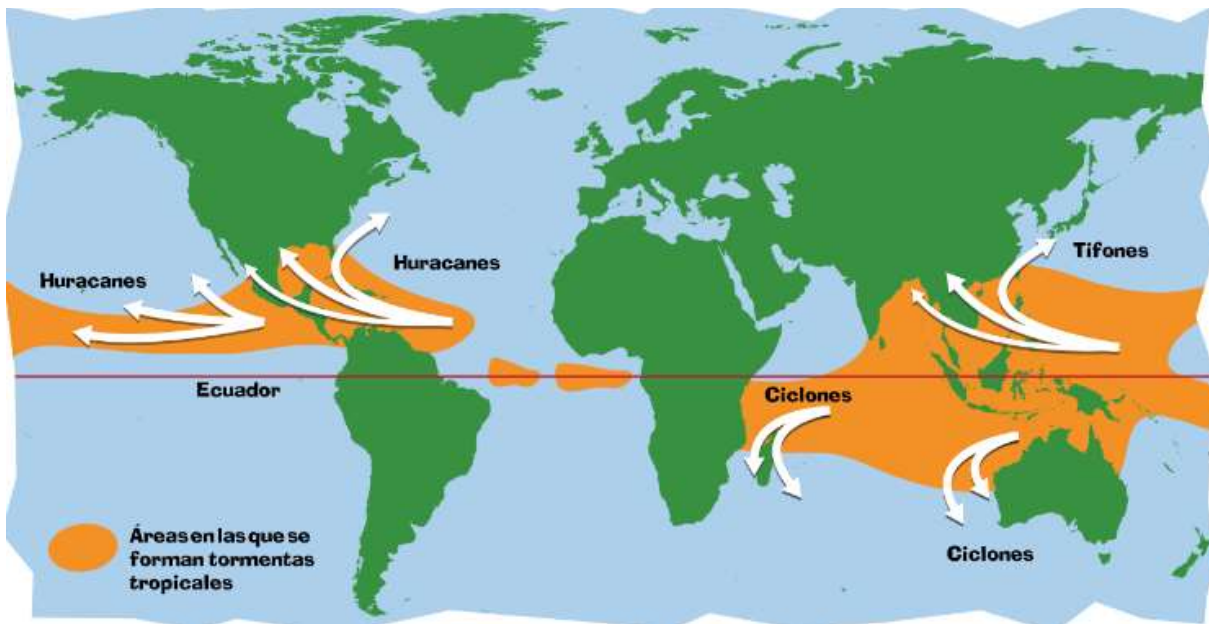 Huracanes
Huracanes
Tifones
Ecuador
Ciclones
Ciclones
Áreas en las que se
forman tormentas
tropicales